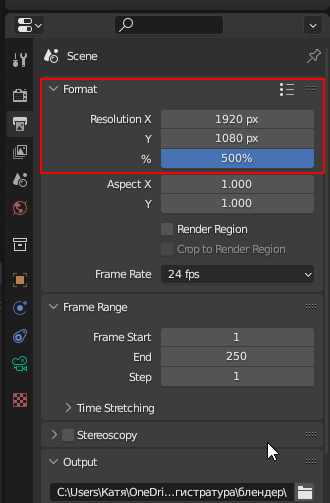 Scene
Format
Resolution X 1920 px
Y 1080 px
% 500%
Aspect X 1.000
Y 1.000
Render Region
Crop to Render Region
Frame Rate 24 fps
Frame Range
Frame Start 1
End 250
Step 1
Time Stretching
Stereoscopy
Output
C:\Users\Катя\OneDri...гистратура\блендер\